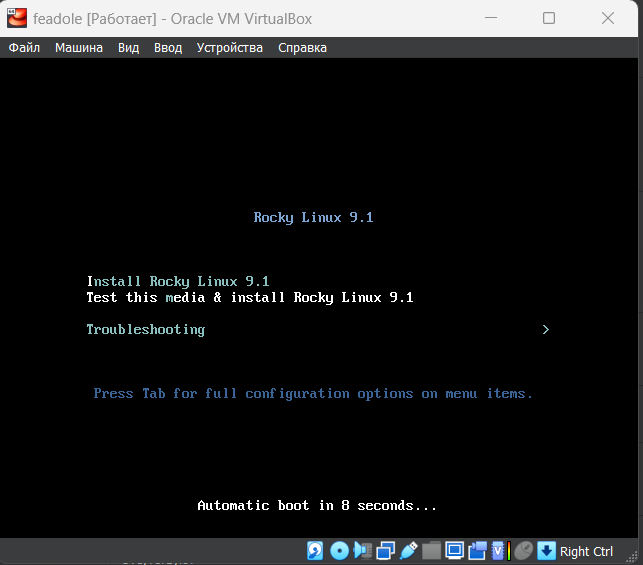 feadole [Работает] - Oracle VM VirtualBox
Файл Машина Вид Ввод Устройства Справка
Rocky Linux 9.1
Install Rocky Linux 9.1
Test this media & install Rocky Linux 9.1
Troubleshooting >
Press Tab for full configuration options on menu items.
Automatic boot in 8 seconds...
Right Ctrl